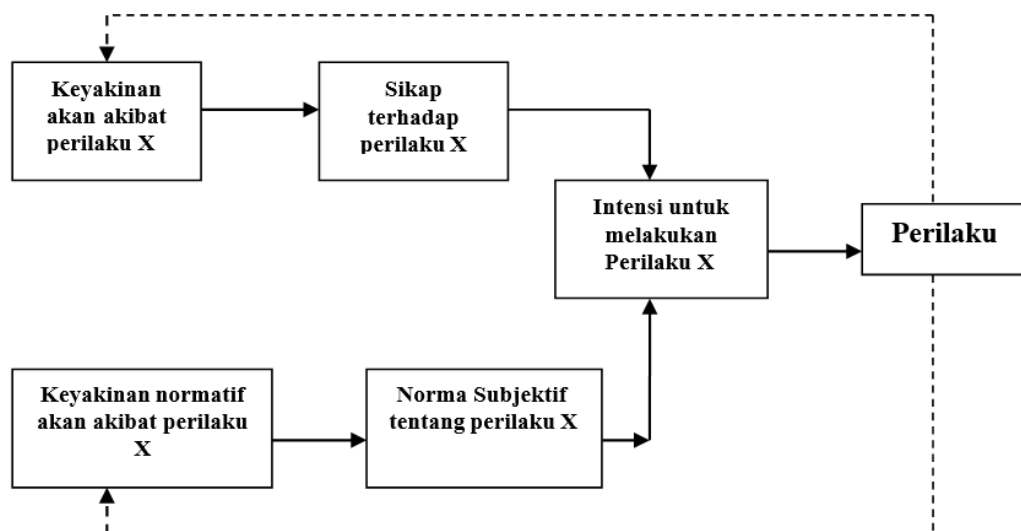 Keyakinan
akan akibat
perilaku X
Sikap
terhadap
perilaku X
Intensi untuk
melakukan
Perilaku X
Perilaku
Keyakinan normatif
akan akibat perilaku
X
Norma Subjektif
tentang perilaku X